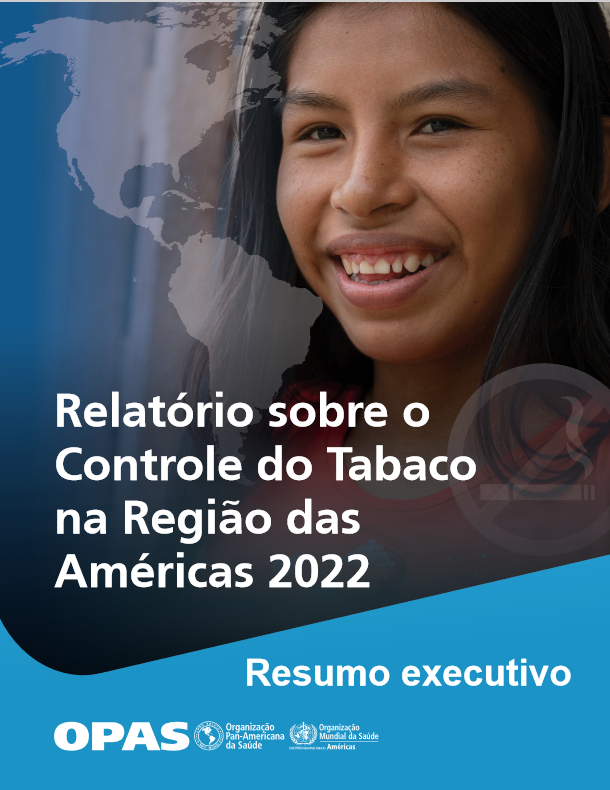 Relatório sobre o
Controle do Tabaco
na Região das
Américas 2022
Resumo executivo
OPAS
Organização
Pan-Americana
da Saúde
Organização
Mundial da Saúde
Américas